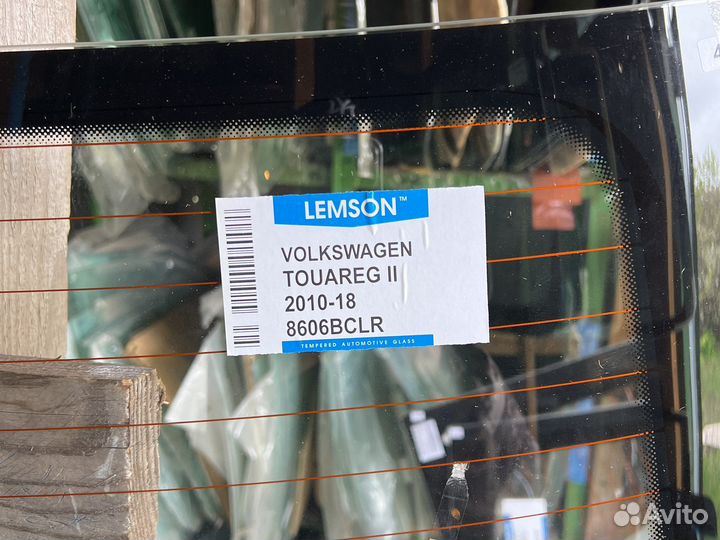 LEMSON™
VOLKSWAGEN
TOUAREG II
2010-18
8606BCLR
TEMPERED AUTOMOTIVE GLASS
Avito